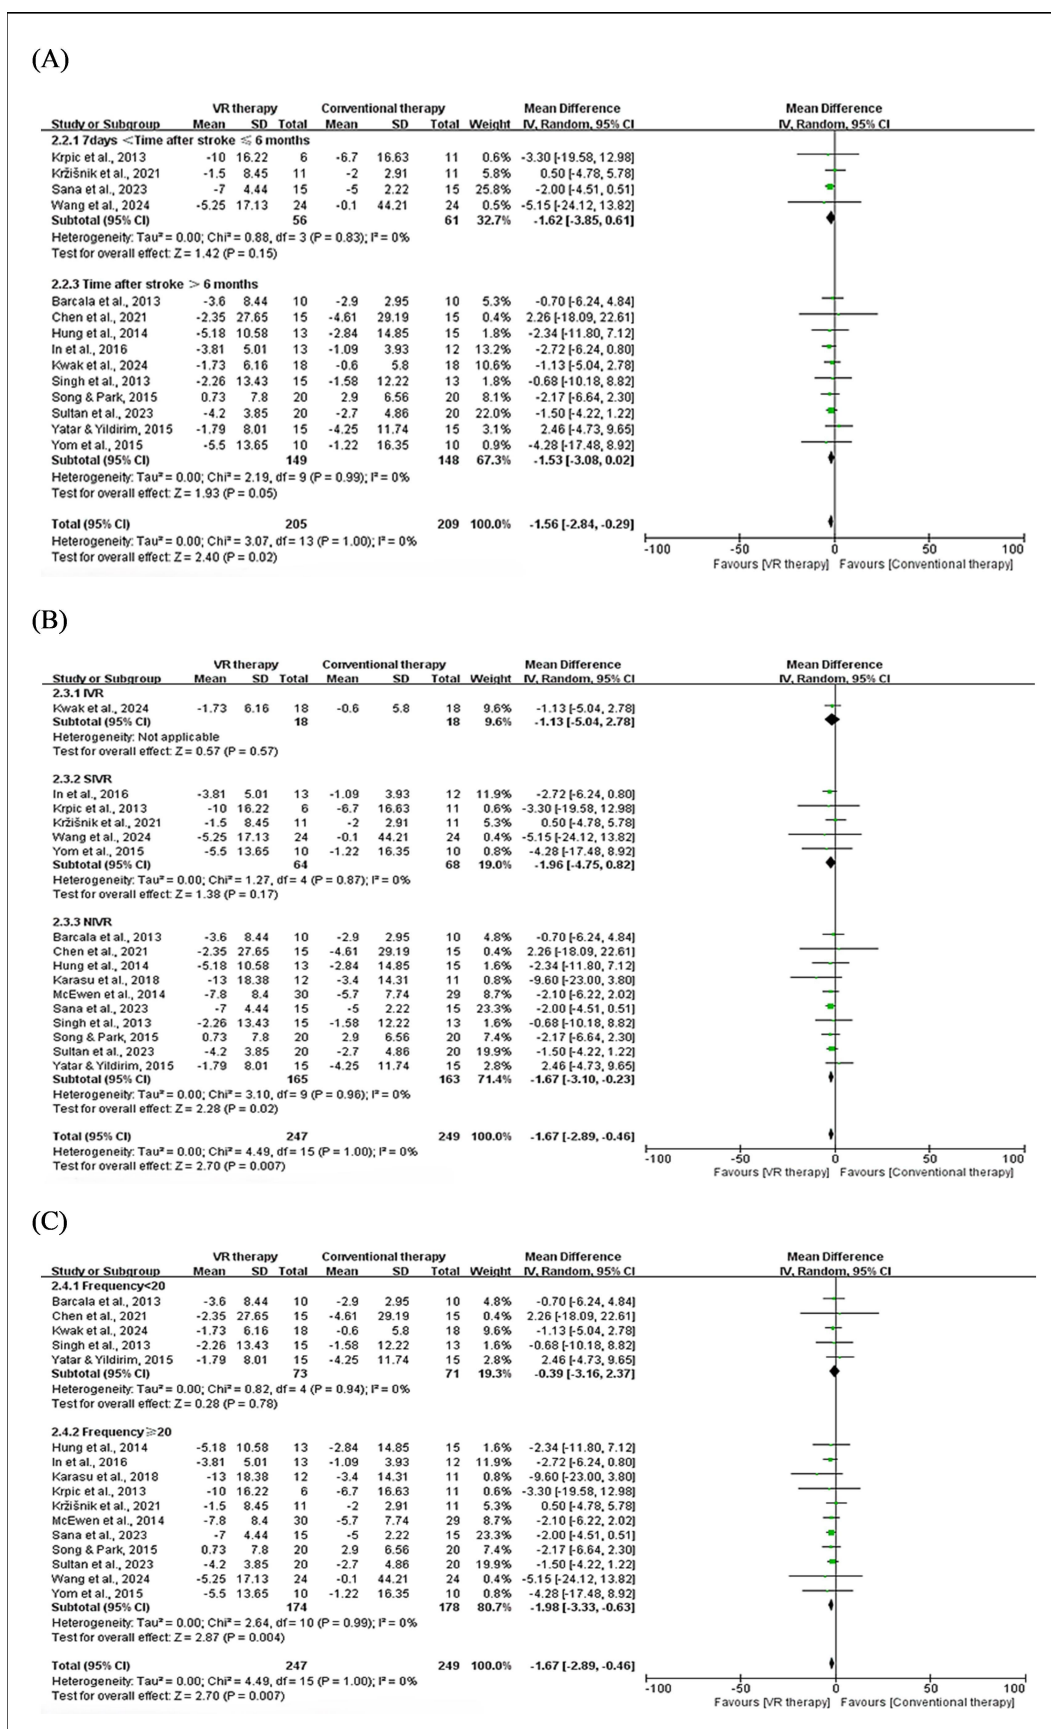 (A)
VR therapy Conventional therapy Mean Difference Mean Difference
Study or Subgroup Mean SD Total Mean SD Total Weight IV, Random, 95% CI IV, Random, 95% CI
2.2.1 7days <Time after stroke ≤ 6 months
Krpic et al., 2013 -10 16.22 6 -6.7 16.63 11 0.6% -3.30 [-19.58, 12.98]
Kržišnik et al., 2021 -1.5 8.45 11 -2 2.91 11 5.8% 0.50 [-4.78, 5.78]
Sana et al., 2023 -7 4.44 15 -5 2.22 15 25.8% -2.00 [-4.51, 0.51]
Wang et al., 2024 -5.25 17.13 24 -0.1 44.21 24 0.5% -5.15 [-24.12, 13.82]
Subtotal (95% CI) 56 61 32.7% -1.62 [-3.85, 0.61]
Heterogeneity: Tau² = 0.00; Chi² = 0.88, df = 3 (P = 0.83); I² = 0%
Test for overall effect: Z = 1.42 (P = 0.15)
2.2.3 Time after stroke > 6 months
Barcala et al., 2013 -3.6 8.44 10 -2.9 2.95 10 5.3% -0.70 [-6.24, 4.84]
Chen et al., 2021 -2.35 27.65 15 -4.61 29.19 15 0.4% 2.26 [-18.09, 22.61]
Hung et al., 2014 -5.18 10.58 13 -2.84 14.85 15 1.8% -2.34 [-11.80, 7.12]
In et al., 2016 -3.81 5.01 13 -1.09 3.93 12 13.2% -2.72 [-6.24, 0.80]
Kwak et al., 2024 -1.73 6.16 18 -0.6 5.8 18 10.6% -1.13 [-5.04, 2.78]
Singh et al., 2013 -2.26 13.43 15 -1.58 12.22 13 1.8% -0.68 [-10.18, 8.82]
Song & Park, 2015 0.73 7.8 20 2.9 6.56 20 8.1% -2.17 [-6.64, 2.30]
Sultan et al., 2023 -4.2 3.85 20 -2.7 4.86 20 22.0% -1.50 [-4.22, 1.22]
Yatar & Yildirim, 2015 -1.79 8.01 15 -4.25 11.74 15 3.1% 2.46 [-4.73, 9.65]
Yom et al., 2015 -5.5 13.65 10 -1.22 16.35 10 0.9% -4.28 [-17.48, 8.92]
Subtotal (95% CI) 149 148 67.3% -1.53 [-3.08, 0.02]
Heterogeneity: Tau² = 0.00; Chi² = 2.19, df = 9 (P = 0.99); I² = 0%
Test for overall effect: Z = 1.93 (P = 0.05)
Total (95% CI) 205 209 100.0% -1.56 [-2.84, -0.29]
Heterogeneity: Tau² = 0.00; Chi² = 3.07, df = 13 (P = 1.00); I² = 0%
Test for overall effect: Z = 2.40 (P = 0.02)
-100 -50 0 50 100
Favours [VR therapy] Favours [Conventional therapy]
(B)
VR therapy Conventional therapy Mean Difference Mean Difference
Study or Subgroup Mean SD Total Mean SD Total Weight IV, Random, 95% CI IV, Random, 95% CI
2.3.1 IVR
Kwak et al., 2024 -1.73 6.16 18 -0.6 5.8 18 9.6% -1.13 [-5.04, 2.78]
Subtotal (95% CI) 18 18 9.6% -1.13 [-5.04, 2.78]
Heterogeneity: Not applicable
Test for overall effect: Z = 0.57 (P = 0.57)
2.3.2 SIVR
In et al., 2016 -3.81 5.01 13 -1.09 3.93 12 11.9% -2.72 [-6.24, 0.80]
Krpic et al., 2013 -10 16.22 6 -6.7 16.63 11 0.6% -3.30 [-19.58, 12.98]
Kržišnik et al., 2021 -1.5 8.45 11 -2 2.91 11 5.3% 0.50 [-4.78, 5.78]
Wang et al., 2024 -5.25 17.13 24 -0.1 44.21 24 0.4% -5.15 [-24.12, 13.82]
Yom et al., 2015 -5.5 13.65 10 -1.22 16.35 10 0.8% -4.28 [-17.48, 8.92]
Subtotal (95% CI) 64 68 19.0% -1.96 [-4.75, 0.82]
Heterogeneity: Tau² = 0.00; Chi² = 1.27, df = 4 (P = 0.87); I² = 0%
Test for overall effect: Z = 1.38 (P = 0.17)
2.3.3 NIVR
Barcala et al., 2013 -3.6 8.44 10 -2.9 2.95 10 4.8% -0.70 [-6.24, 4.84]
Chen et al., 2021 -2.35 27.65 15 -4.61 29.19 15 0.4% 2.26 [-18.09, 22.61]
Hung et al., 2014 -5.18 10.58 13 -2.84 14.85 15 1.6% -2.34 [-11.80, 7.12]
Karasu et al., 2018 -13 18.38 12 -3.4 14.31 11 0.8% -9.60 [-23.00, 3.80]
McEwen et al., 2014 -7.8 8.4 30 -5.7 7.74 29 8.7% -2.10 [-6.22, 2.02]
Sana et al., 2023 -7 4.44 15 -5 2.22 15 23.3% -2.00 [-4.51, 0.51]
Singh et al., 2013 -2.26 13.43 15 -1.58 12.22 13 1.6% -0.68 [-10.18, 8.82]
Song & Park, 2015 0.73 7.8 20 2.9 6.56 20 7.4% -2.17 [-6.64, 2.30]
Sultan et al., 2023 -4.2 3.85 20 -2.7 4.86 20 19.9% -1.50 [-4.22, 1.22]
Yatar & Yildirim, 2015 -1.79 8.01 15 -4.25 11.74 15 2.8% 2.46 [-4.73, 9.65]
Subtotal (95% CI) 165 163 71.4% -1.67 [-3.10, -0.23]
Heterogeneity: Tau² = 0.00; Chi² = 3.10, df = 9 (P = 0.96); I² = 0%
Test for overall effect: Z = 2.28 (P = 0.02)
Total (95% CI) 247 249 100.0% -1.67 [-2.89, -0.46]
Heterogeneity: Tau² = 0.00; Chi² = 4.49, df = 15 (P = 1.00); I² = 0%
Test for overall effect: Z = 2.70 (P = 0.007)
-100 -50 0 50 100
Favours [VR therapy] Favours [Conventional therapy]
(C)
VR therapy Conventional therapy Mean Difference Mean Difference
Study or Subgroup Mean SD Total Mean SD Total Weight IV, Random, 95% CI IV, Random, 95% CI
2.4.1 Frequency<20
Barcala et al., 2013 -3.6 8.44 10 -2.9 2.95 10 4.8% -0.70 [-6.24, 4.84]
Chen et al., 2021 -2.35 27.65 15 -4.61 29.19 15 0.4% 2.26 [-18.09, 22.61]
Kwak et al., 2024 -1.73 6.16 18 -0.6 5.8 18 9.6% -1.13 [-5.04, 2.78]
Singh et al., 2013 -2.26 13.43 15 -1.58 12.22 13 1.6% -0.68 [-10.18, 8.82]
Yatar & Yildirim, 2015 -1.79 8.01 15 -4.25 11.74 15 2.8% 2.46 [-4.73, 9.65]
Subtotal (95% CI) 73 71 19.3% -0.39 [-3.16, 2.37]
Heterogeneity: Tau² = 0.00; Chi² = 0.82, df = 4 (P = 0.94); I² = 0%
Test for overall effect: Z = 0.28 (P = 0.78)
2.4.2 Frequency≥20
Hung et al., 2014 -5.18 10.58 13 -2.84 14.85 15 1.6% -2.34 [-11.80, 7.12]
In et al., 2016 -3.81 5.01 13 -1.09 3.93 12 11.9% -2.72 [-6.24, 0.80]
Karasu et al., 2018 -13 18.38 12 -3.4 14.31 11 0.8% -9.60 [-23.00, 3.80]
Krpic et al., 2013 -10 16.22 6 -6.7 16.63 11 0.6% -3.30 [-19.58, 12.98]
Kržišnik et al., 2021 -1.5 8.45 11 -2 2.91 11 5.3% 0.50 [-4.78, 5.78]
McEwen et al., 2014 -7.8 8.4 30 -5.7 7.74 29 8.7% -2.10 [-6.22, 2.02]
Sana et al., 2023 -7 4.44 15 -5 2.22 15 23.3% -2.00 [-4.51, 0.51]
Song & Park, 2015 0.73 7.8 20 2.9 6.56 20 7.4% -2.17 [-6.64, 2.30]
Sultan et al., 2023 -4.2 3.85 20 -2.7 4.86 20 19.9% -1.50 [-4.22, 1.22]
Wang et al., 2024 -5.25 17.13 24 -0.1 44.21 24 0.4% -5.15 [-24.12, 13.82]
Yom et al., 2015 -5.5 13.65 10 -1.22 16.35 10 0.8% -4.28 [-17.48, 8.92]
Subtotal (95% CI) 174 178 80.7% -1.98 [-3.33, -0.63]
Heterogeneity: Tau² = 0.00; Chi² = 2.64, df = 10 (P = 0.99); I² = 0%
Test for overall effect: Z = 2.87 (P = 0.004)
Total (95% CI) 247 249 100.0% -1.67 [-2.89, -0.46]
Heterogeneity: Tau² = 0.00; Chi² = 4.49, df = 15 (P = 1.00); I² = 0%
Test for overall effect: Z = 2.70 (P = 0.007)
-100 -50 0 50 100
Favours [VR therapy] Favours [Conventional therapy]